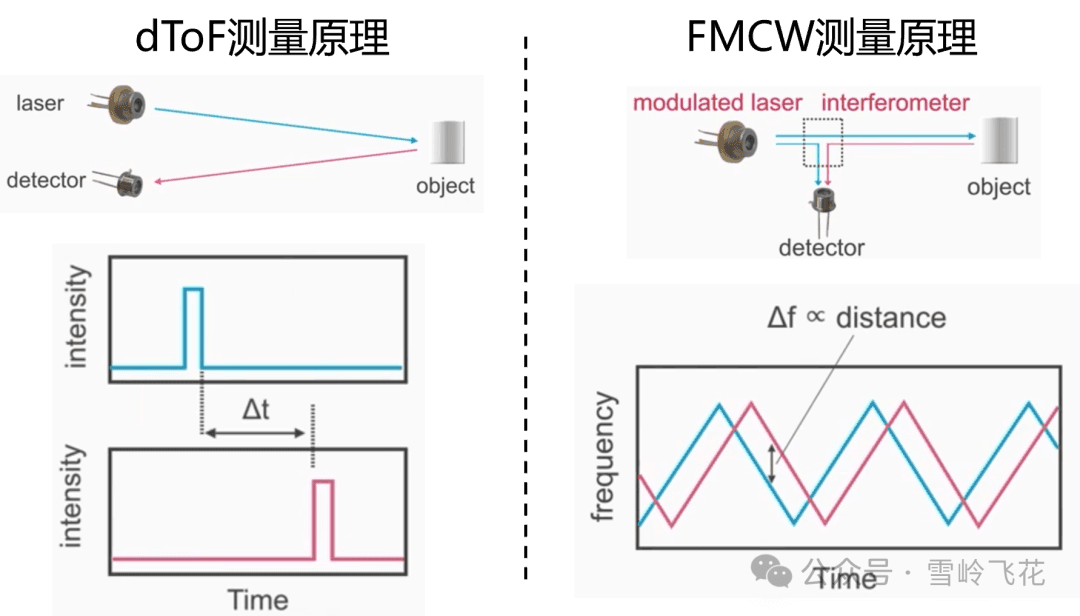 dToF测量原理
laser
detector
object
intensity
Δt
intensity
Time
FMCW测量原理
modulated laser interferometer
object
detector
Δf ∝ distance
frequency
Time
公众号 · 雪岭飞花